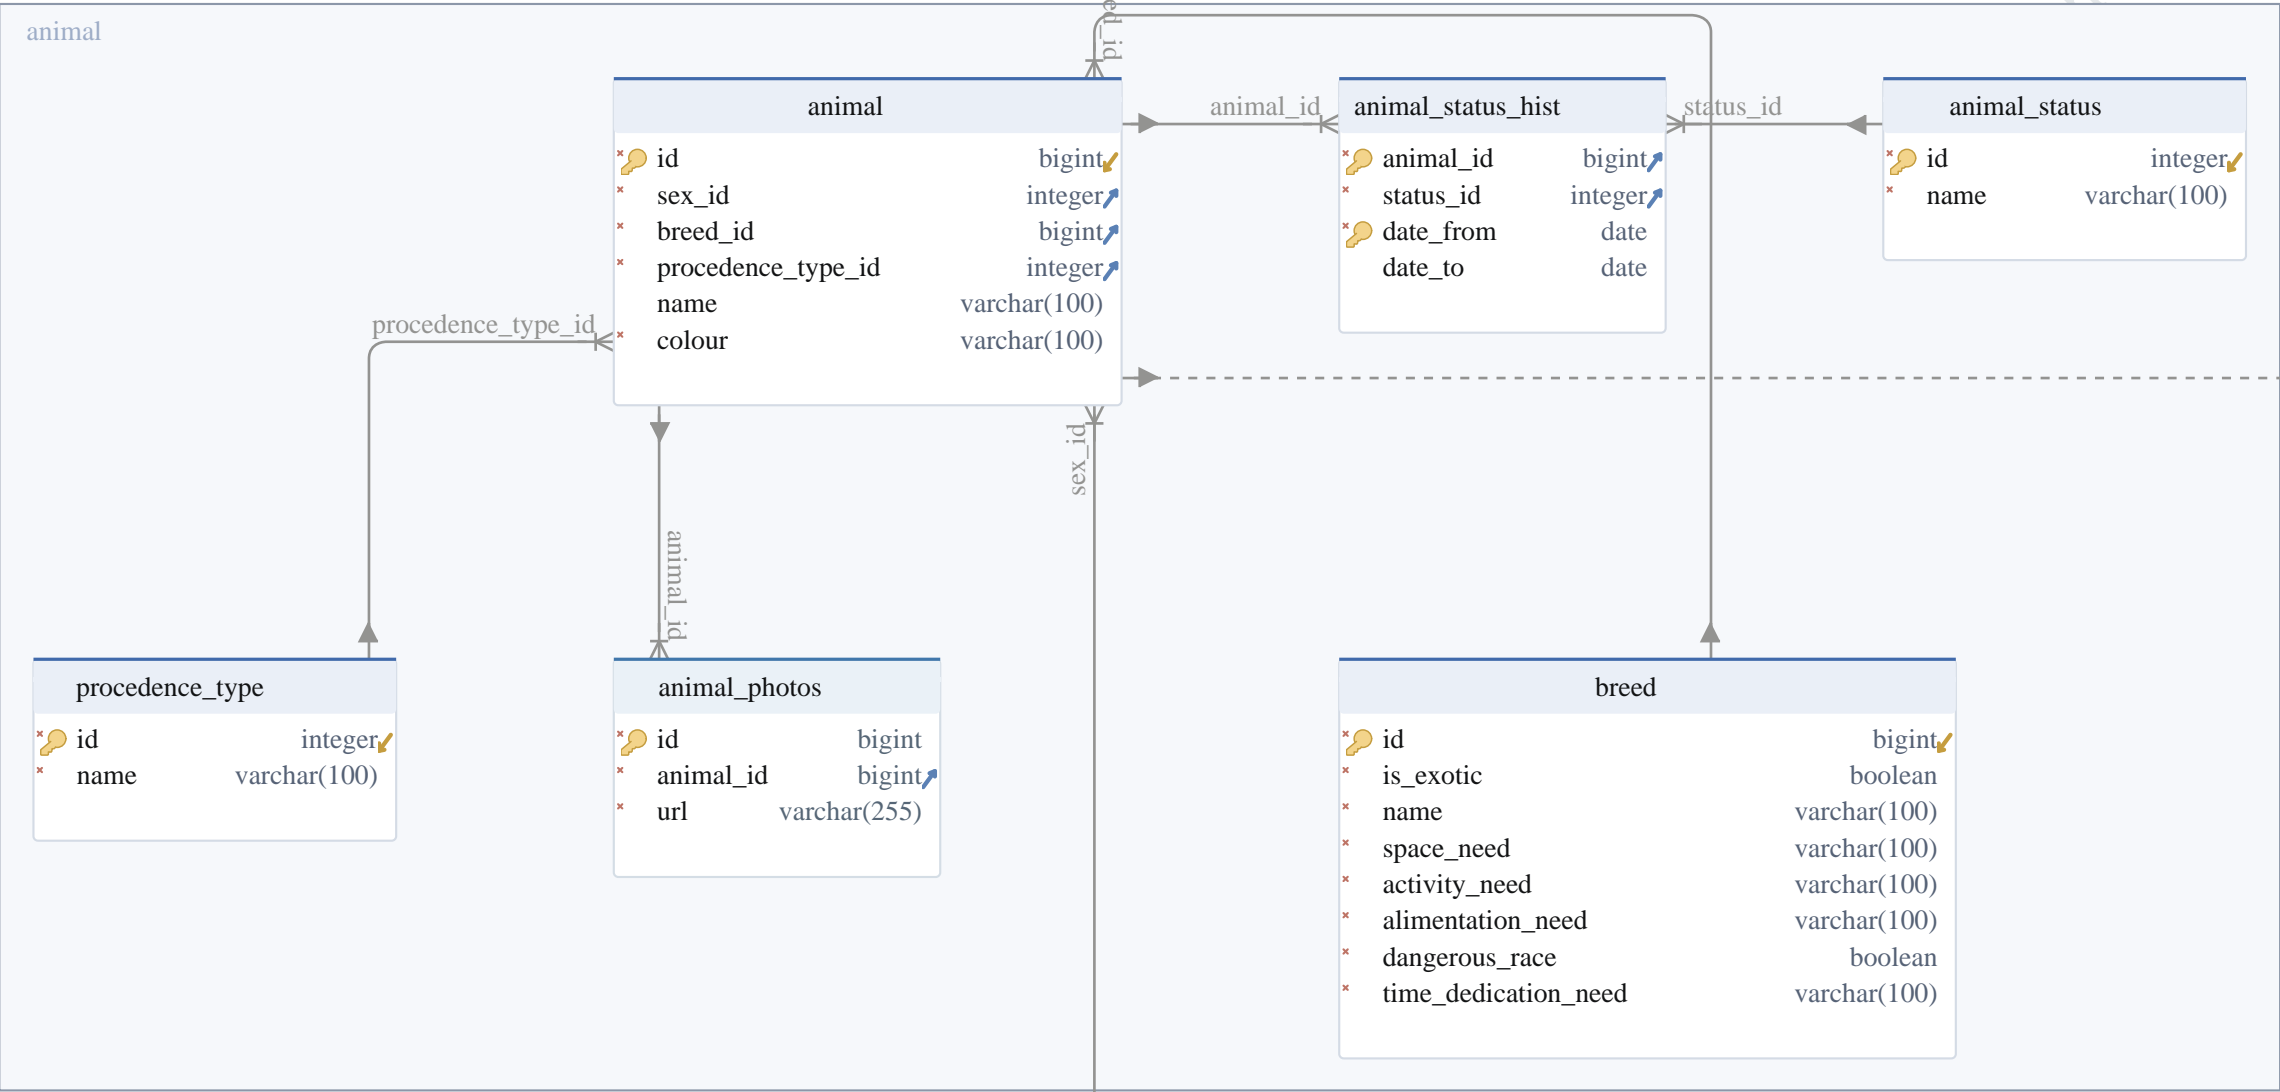 animal
ed_id
animal
id bigint
sex_id integer
breed_id bigint
procedence_type_id integer
name varchar(100)
colour varchar(100)
animal_id
animal_status_hist
animal_id bigint
status_id integer
date_from date
date_to date
status_id
animal_status
id integer
name varchar(100)
procedence_type_id
sex_id
animal_id
procedence_type
id integer
name varchar(100)
animal_photos
id bigint
animal_id bigint
url varchar(255)
breed
id bigint
is_exotic boolean
name varchar(100)
space_need varchar(100)
activity_need varchar(100)
alimentation_need varchar(100)
dangerous_race boolean
time_dedication_need varchar(100)